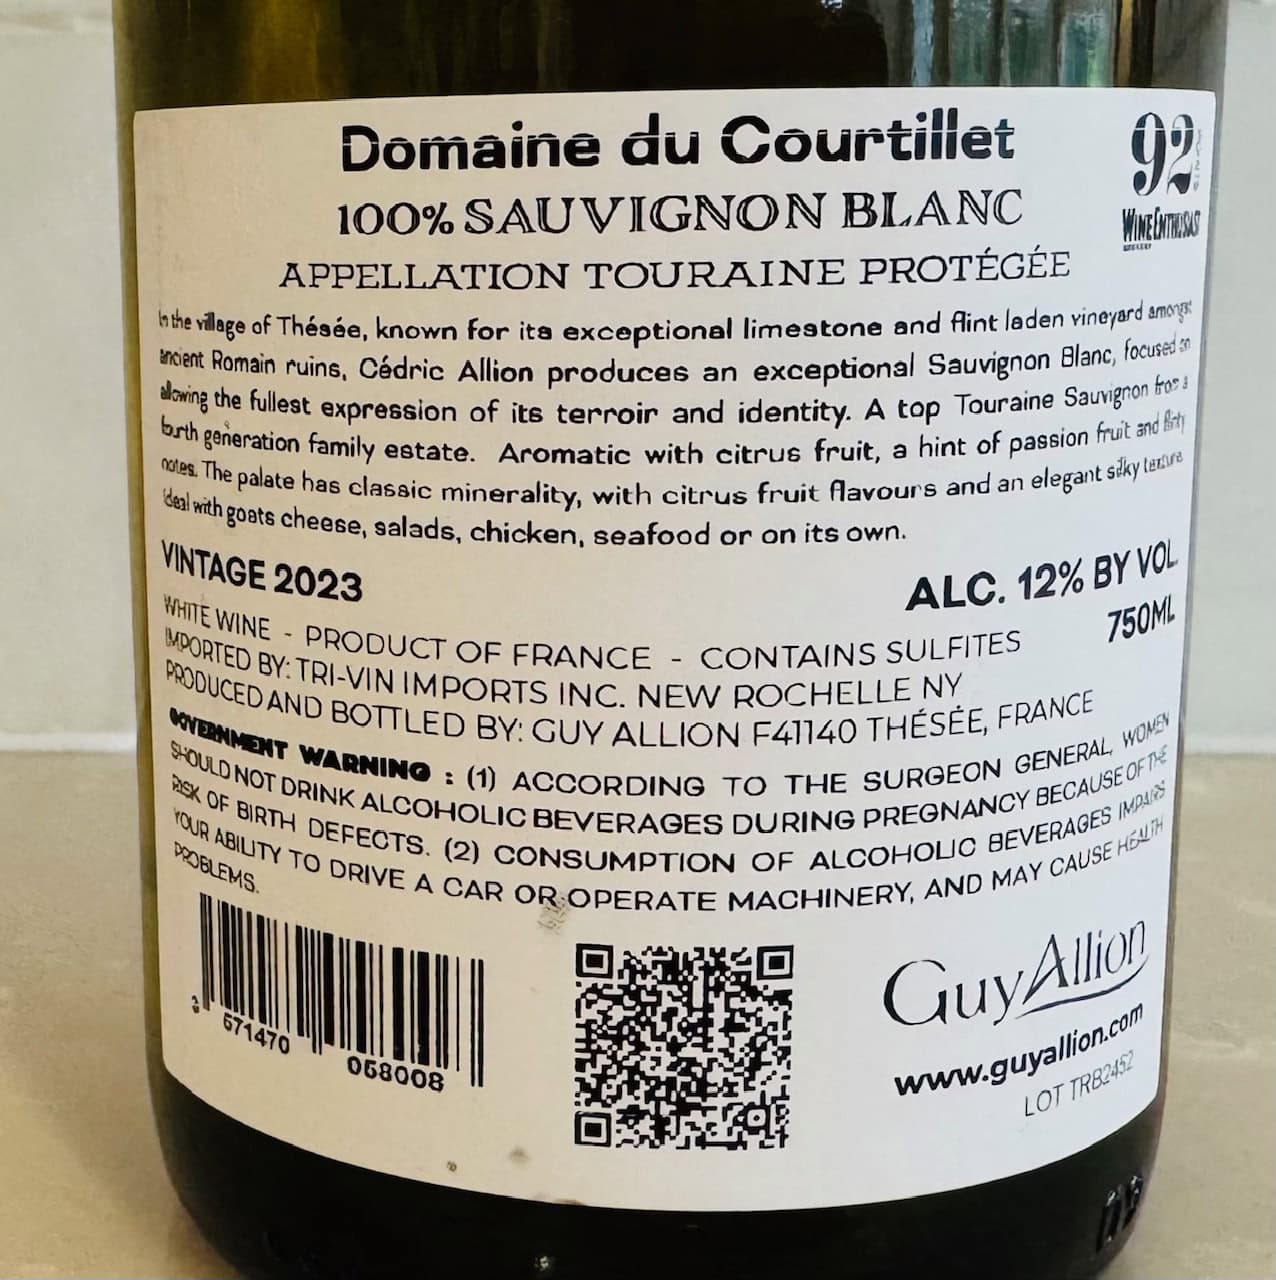 Domaine du Courtillet
92
POINTS
WINE ENTHUSIAST
100% SAUVIGNON BLANC
APPELLATION TOURAINE PROTÉGÉE
In the village of Thésée, known for its exceptional limestone and flint laden vineyard amongst
ancient Romain ruins, Cédric Allion produces an exceptional Sauvignon Blanc, focused on
allowing the fullest expression of its terroir and identity. A top Touraine Sauvignon from a
fourth generation family estate. Aromatic with citrus fruit, a hint of passion fruit and flinty
notes. The palate has classic minerality, with citrus fruit flavours and an elegant silky texture
Ideal with goats cheese, salads, chicken, seafood or on its own.
VINTAGE 2023
ALC. 12% BY VOL.
750ML
WHITE WINE - PRODUCT OF FRANCE - CONTAINS SULFITES
IMPORTED BY: TRI-VIN IMPORTS INC. NEW ROCHELLE NY
PRODUCED AND BOTTLED BY: GUY ALLION F41140 THÉSÉE, FRANCE
GOVERNMENT WARNING : (1) ACCORDING TO THE SURGEON GENERAL, WOMEN
SHOULD NOT DRINK ALCOHOLIC BEVERAGES DURING PREGNANCY BECAUSE OF THE
RISK OF BIRTH DEFECTS. (2) CONSUMPTION OF ALCOHOLIC BEVERAGES IMPAIRS
YOUR ABILITY TO DRIVE A CAR OR OPERATE MACHINERY, AND MAY CAUSE HEALTH
PROBLEMS.
3 571470 058008
Guy Allion
www.guyallion.com
LOT TRB2452